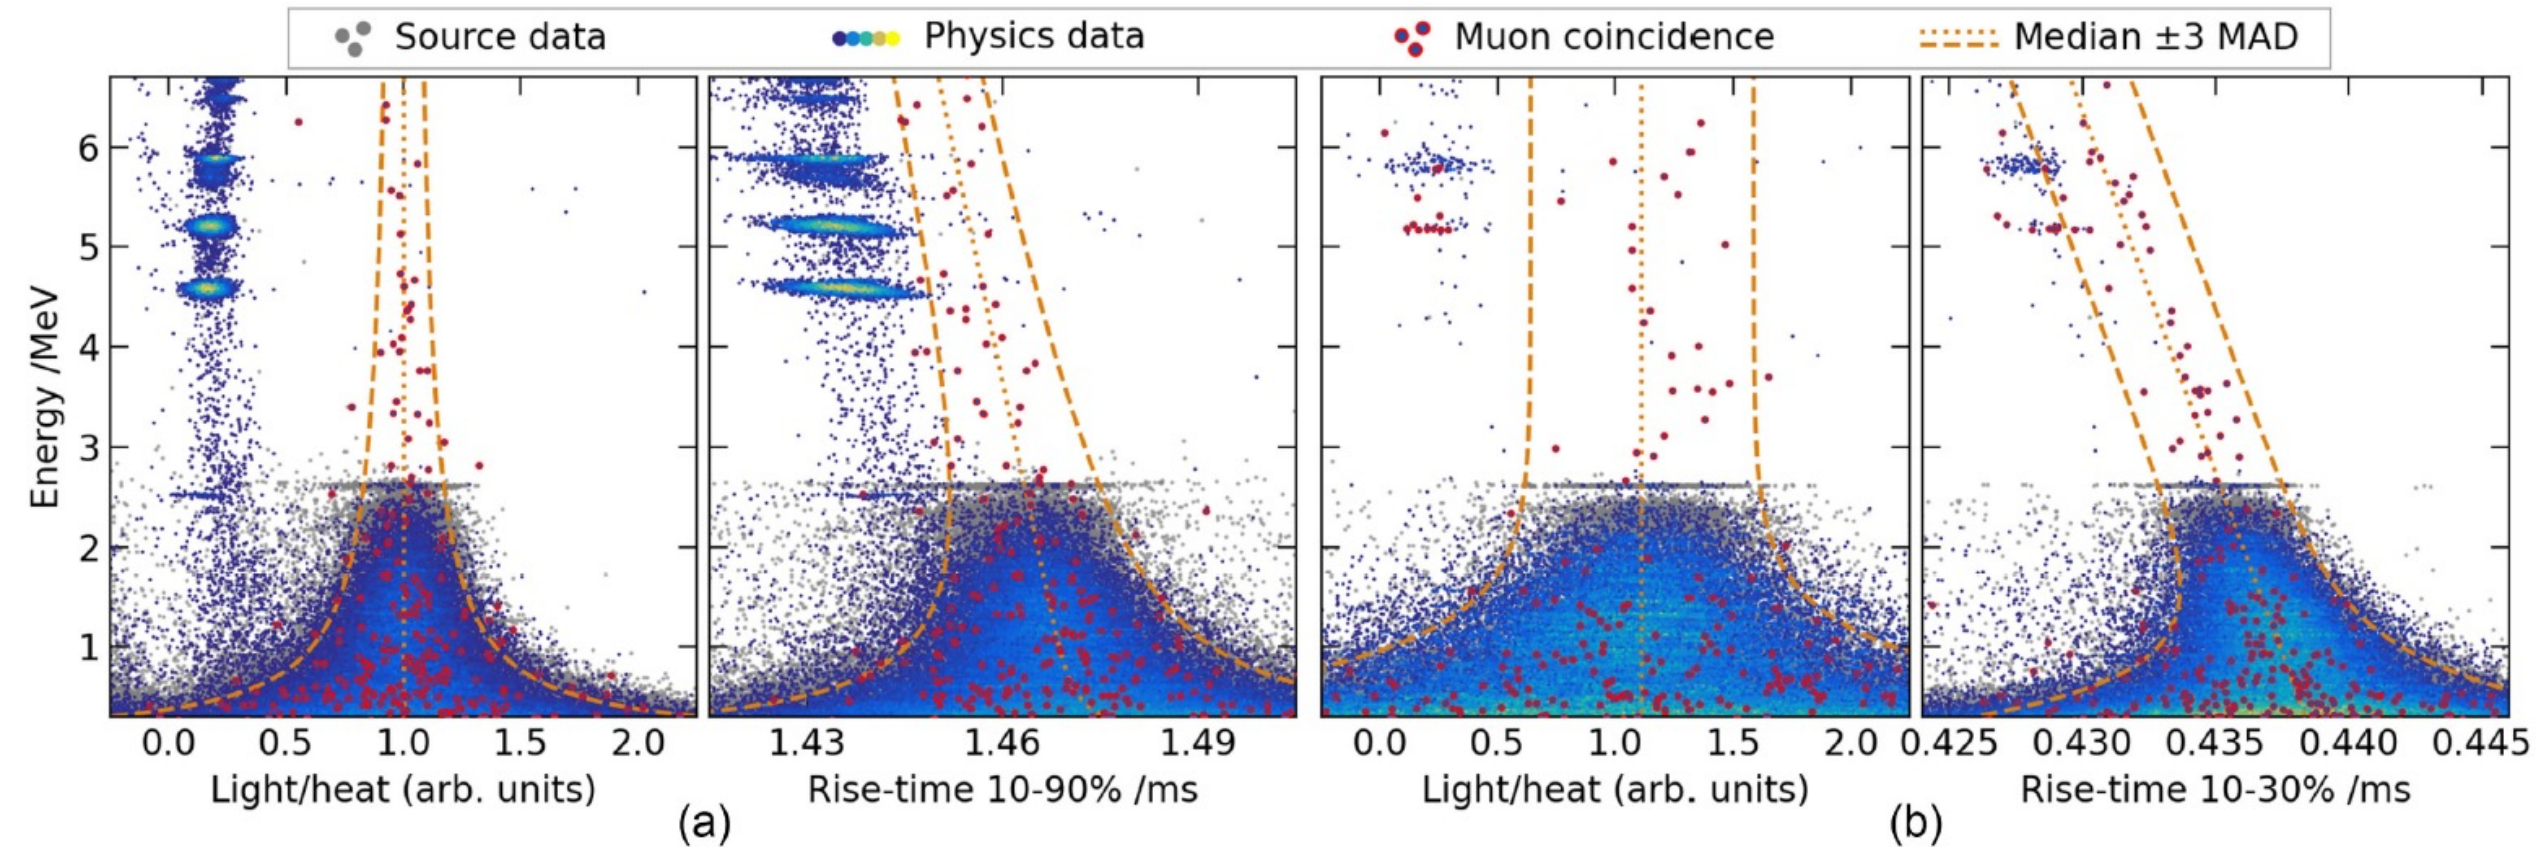 Source data Physics data Muon coincidence Median ±3 MAD
Energy /MeV
6
5
4
3
2
1
0.0 0.5 1.0 1.5 2.0 1.43 1.46 1.49 0.0 0.5 1.0 1.5 2.0 0.425 0.430 0.435 0.440 0.445
Light/heat (arb. units) Rise-time 10-90% /ms Light/heat (arb. units) Rise-time 10-30% /ms
(a) (b)